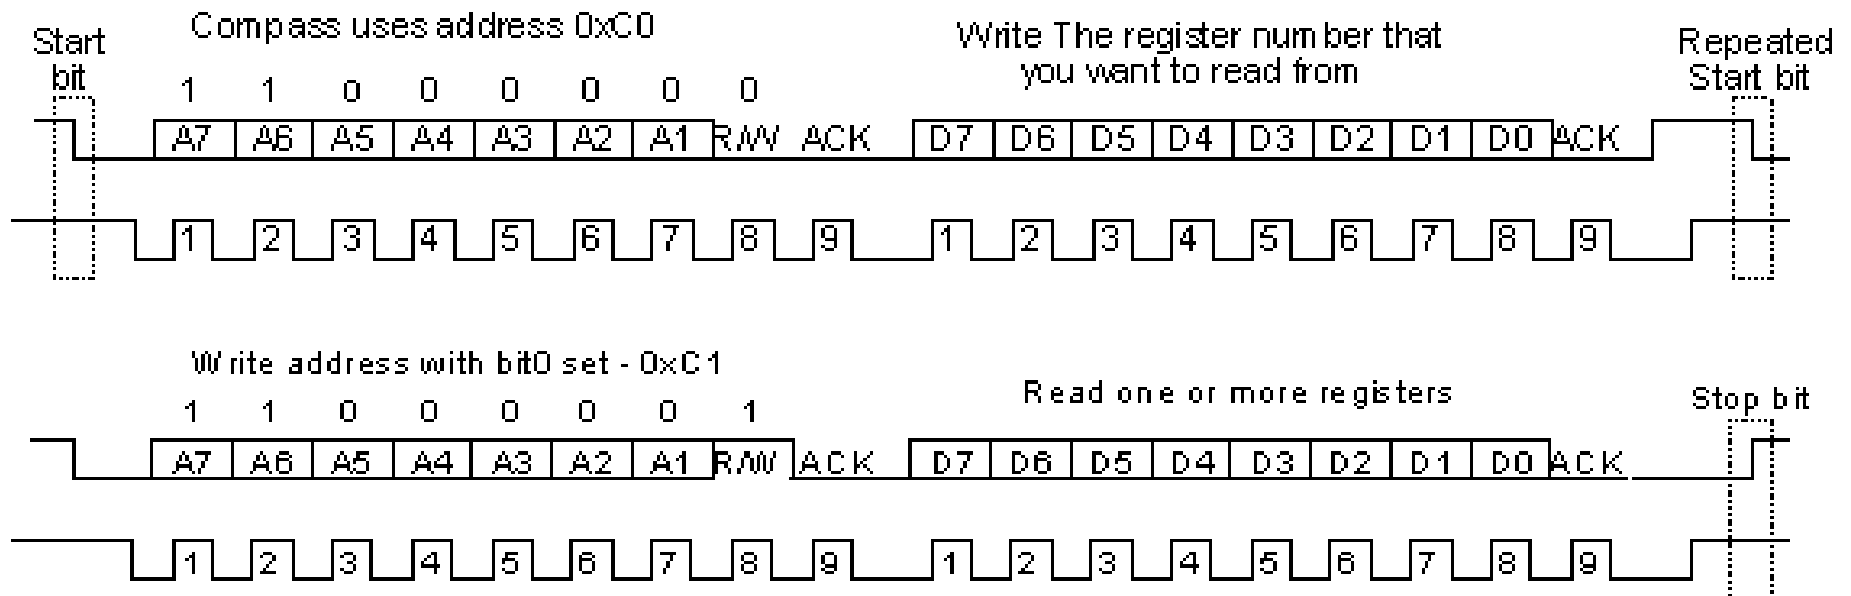 Compass uses address 0xC0
Start
bit
Write The register number that
you want to read from
Repeated
Start bit
1 1 0 0 0 0 0 0
A7 A6 A5 A4 A3 A2 A1 R/W ACK D7 D6 D5 D4 D3 D2 D1 D0 ACK
1 2 3 4 5 6 7 8 9 1 2 3 4 5 6 7 8 9
Write address with bit0 set - 0xC1
Read one or more registers
Stop bit
1 1 0 0 0 0 0 1
A7 A6 A5 A4 A3 A2 A1 R/W ACK D7 D6 D5 D4 D3 D2 D1 D0 ACK
1 2 3 4 5 6 7 8 9 1 2 3 4 5 6 7 8 9